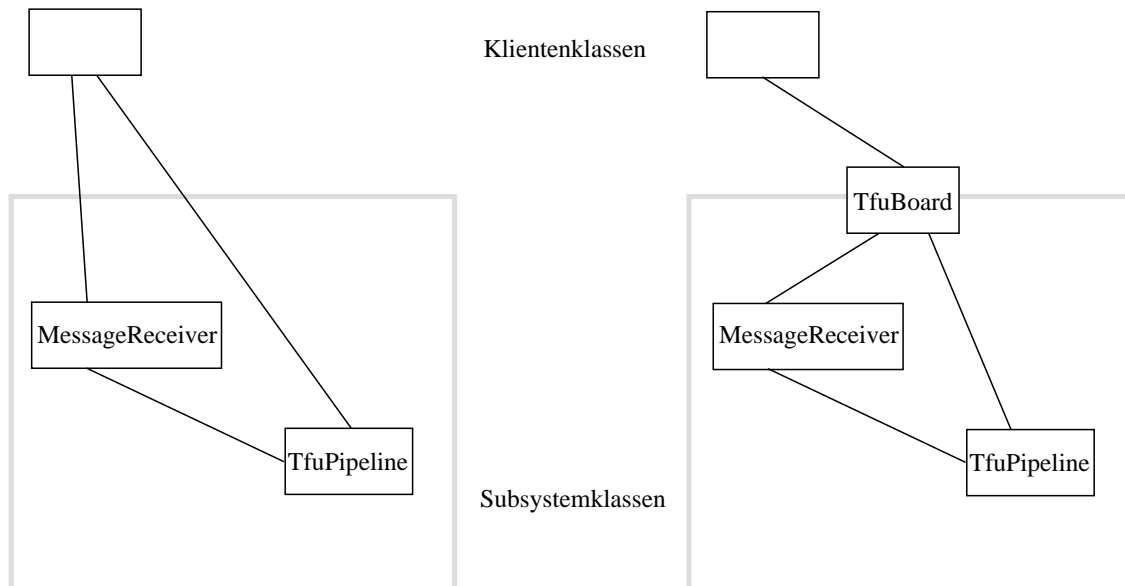 Klientenklassen
TfuBoard
MessageReceiver
MessageReceiver
TfuPipeline
TfuPipeline
Subsystemklassen